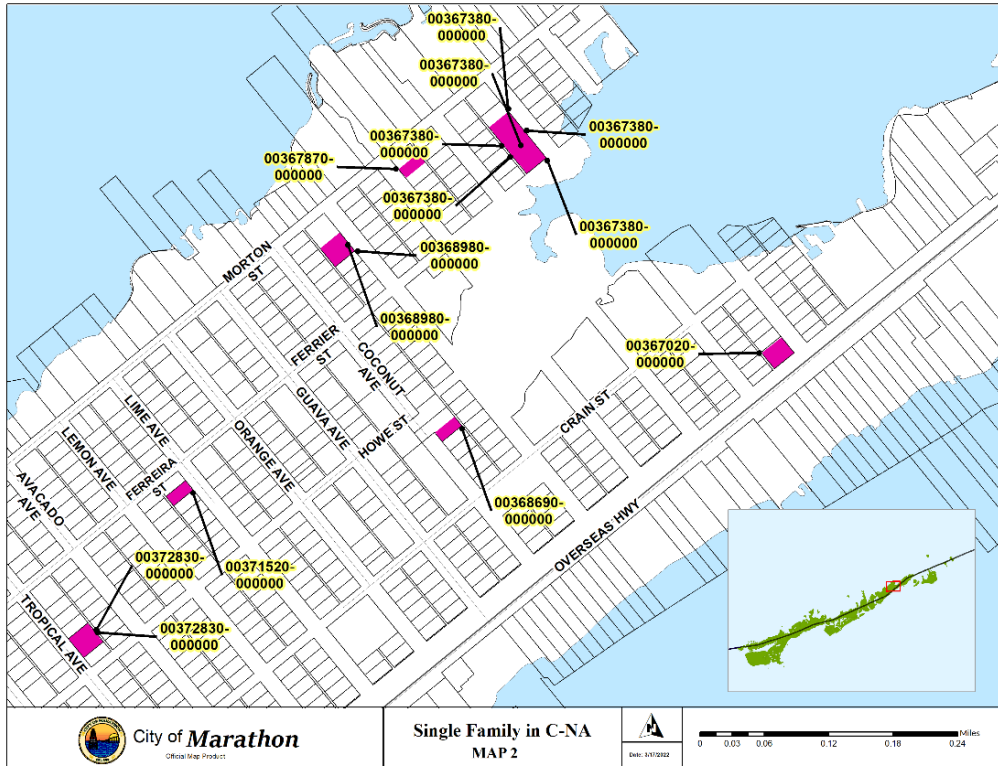 00367380-
000000
00367380-
000000
00367380-
000000
00367380-
000000
00367870-
000000
00367380-
000000
00367380-
000000
00368980-
000000
MORTON
ST
00368980-
000000
FERRIER
ST
COCONUT
AVE
00367020-
000000
GUAVA AVE
HOWE ST
CRAIN ST
LIME AVE
ORANGE AVE
LEMON AVE
FERREIRA
ST
AVACADO
AVE
00368690-
000000
OVERSEAS HWY
00372830-
000000
00371520-
000000
TROPICAL AVE
00372830-
000000
City of Marathon
Official Map Product
Single Family in C-NA
MAP 2
Date: 3/17/2022
Miles
0 0.03 0.06 0.12 0.18 0.24